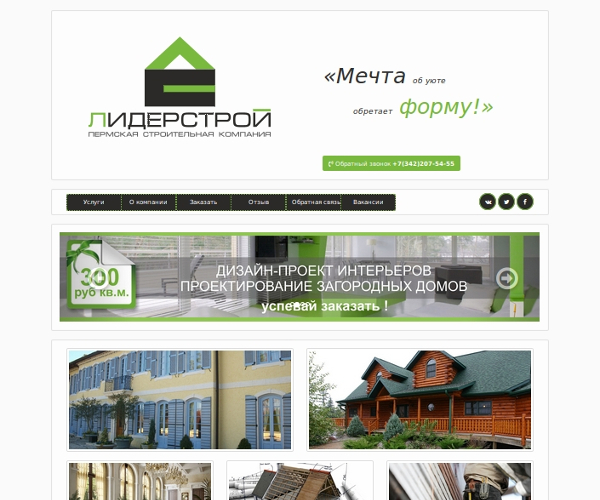 ЛИДЕРСТРОЙ
ПЕРМСКАЯ СТРОИТЕЛЬНАЯ КОМПАНИЯ
«Мечта об уюте
обретает форму!»
Обратный звонок +7(342)207-54-55
Услуги О компании Заказать Отзыв Обратная связь Вакансии
300
руб кв.м.
ДИЗАЙН-ПРОЕКТ ИНТЕРЬЕРОВ
ПРОЕКТИРОВАНИЕ ЗАГОРОДНЫХ ДОМОВ
успевай заказать !